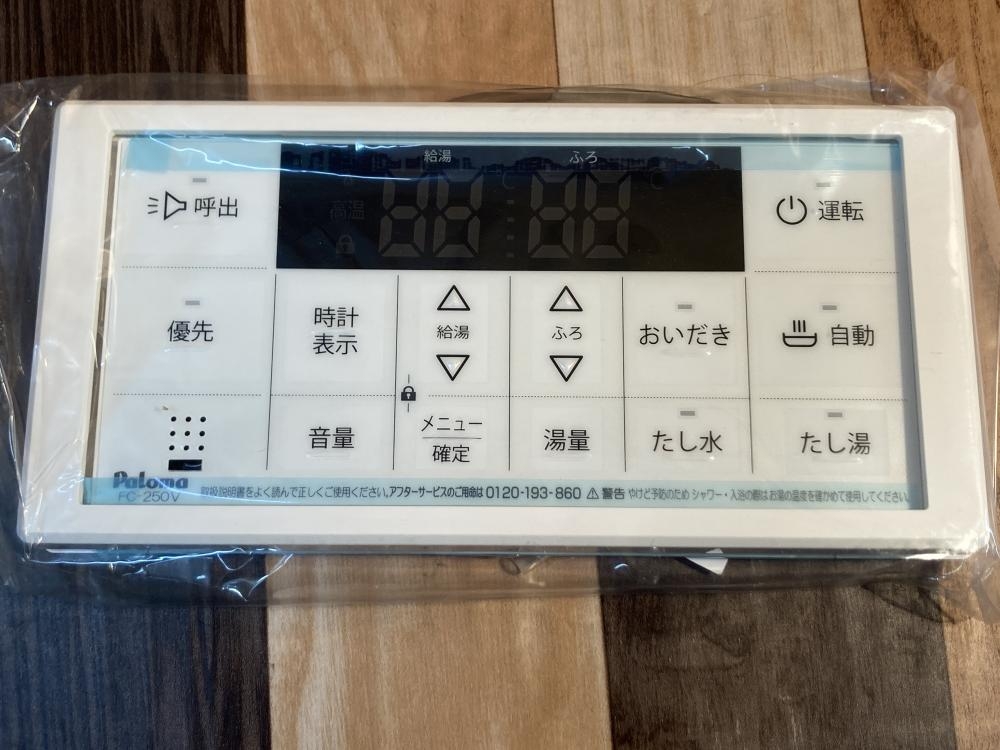 給湯 ふろ
呼出
高温
88:88
運転
優先
時計
表示
給湯
ふろ
おいだき
自動
音量
メニュー
確定
湯量
たし水
たし湯
Paloma
FC-250V
取扱説明書をよく読んで正しくご使用ください。アフターサービスのご用命は 0120-193-860 ⚠警告 やけど予防のため シャワー・入浴の際はお湯の温度を確かめて使用してください。